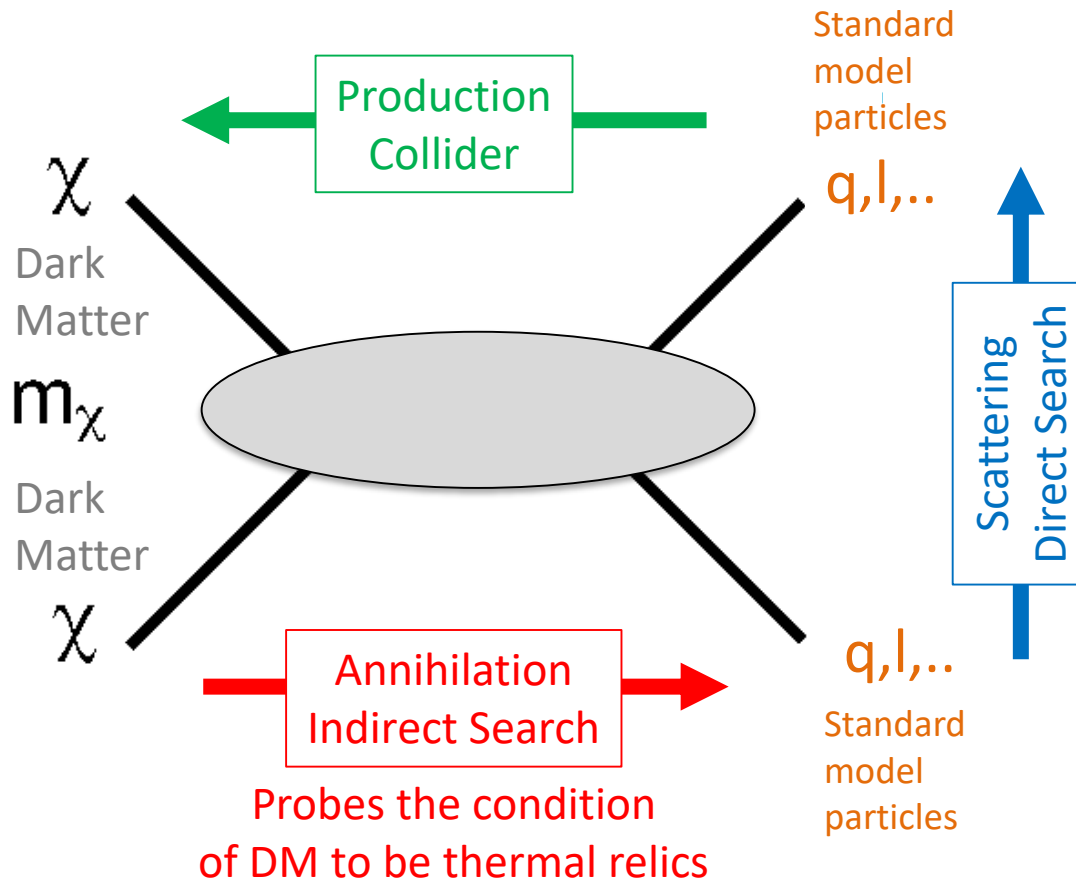 Standard
model
particles
Production
Collider
χ
q,l,..
Dark
Matter
mχ
Dark
Matter
χ
Scattering
Direct Search
q,l,..
Standard
model
particles
Annihilation
Indirect Search
Probes the condition
of DM to be thermal relics